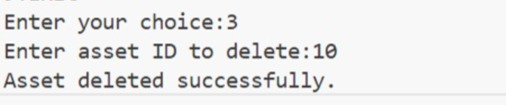 Enter your choice:3
Enter asset ID to delete:10
Asset deleted successfully.